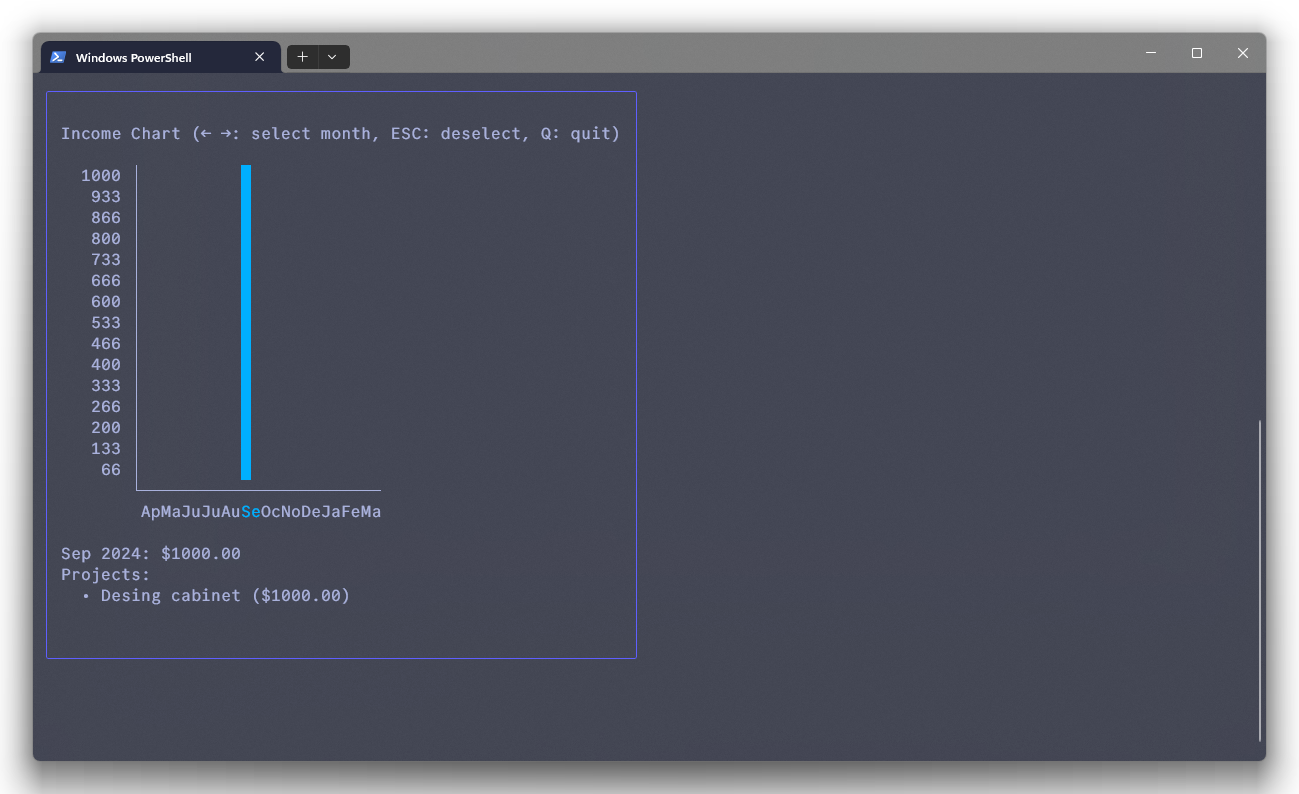 Windows PowerShell
Income Chart (← →: select month, ESC: deselect, Q: quit)
1000
933
866
800
733
666
600
533
466
400
333
266
200
133
66
ApMaJuJuAuSeOcNoDeJaFeMa
Sep 2024: $1000.00
Projects:
• Desing cabinet ($1000.00)